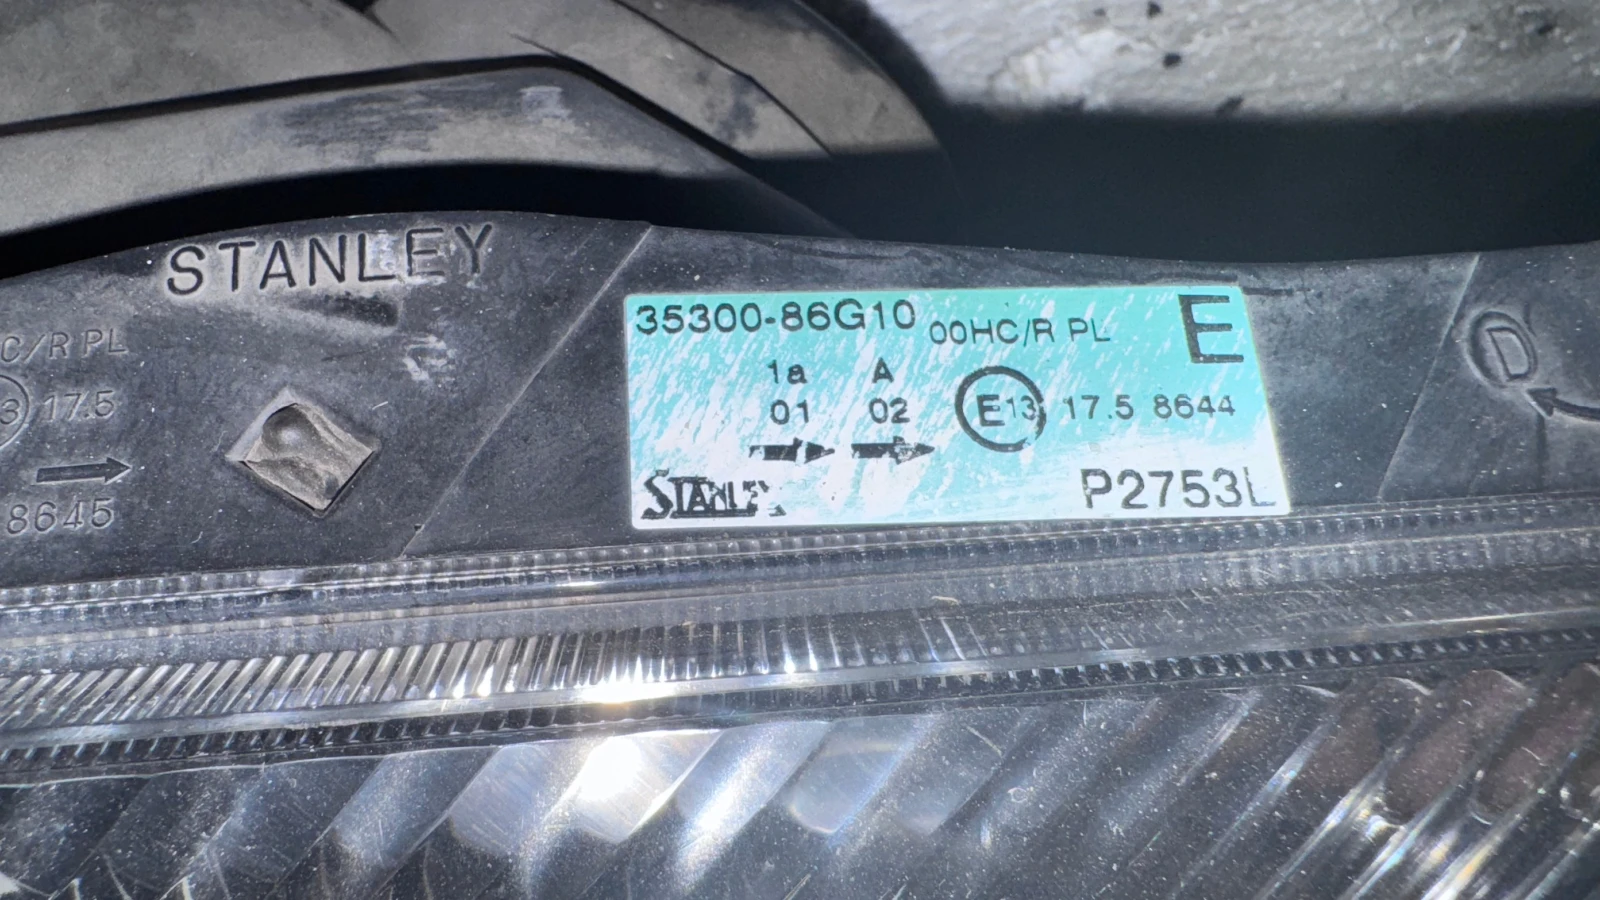 STANLEY
C/R PL
3 17.5
8645
35300-86G10
00HC/R PL
E
1a A
01 02
E13 17.5 8644
STANLEY
P2753L
D